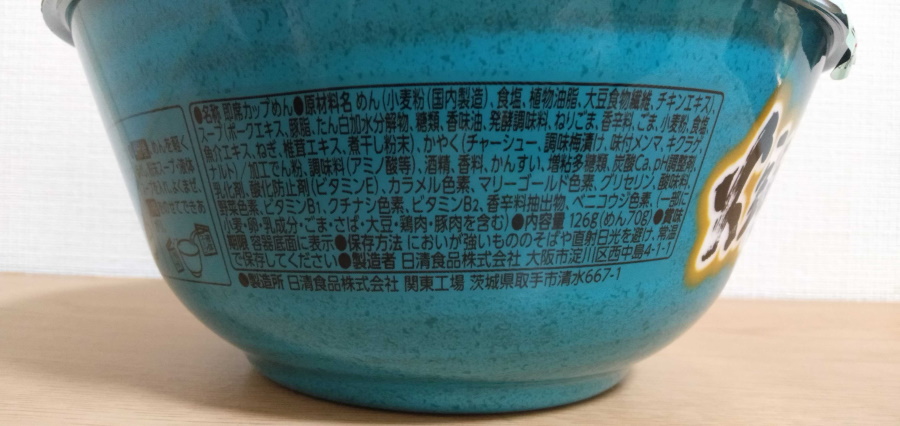 ●名称 即席カップめん●原材料名 めん(小麦粉(国内製造)、食塩、植物油脂、大豆食物繊維、チキンエキス)、
スープ(ポークエキス、豚脂、たん白加水分解物、糖類、香味油、発酵調味料、ねりごま、香辛料、ごま、小麦粉、食塩、
魚介エキス、ねぎ、椎茸エキス、煮干し粉末)、かやく(チャーシュー、調味梅漬け、味付メンマ、キクラゲ、
ナルト)/加工でん粉、調味料(アミノ酸等)、酒精、香料、かんすい、増粘多糖類、炭酸Ca、pH調整剤、
乳化剤、酸化防止剤(ビタミンE)、カラメル色素、マリーゴールド色素、グリセリン、酸味料、
野菜色素、ビタミンB₁、クチナシ色素、ビタミンB₂、香辛料抽出物、ベニコウジ色素、(一部に
小麦・卵・乳成分・ごま・さば・大豆・鶏肉・豚肉を含む)●内容量 126g(めん70g)●賞味
期限 容器底面に表示●保存方法 においが強いもののそばや直射日光を避け、常温
で保存してください●製造者 日清食品株式会社 大阪市淀川区西中島4-1-1
●製造所 日清食品株式会社 関東工場 茨城県取手市清水667-1